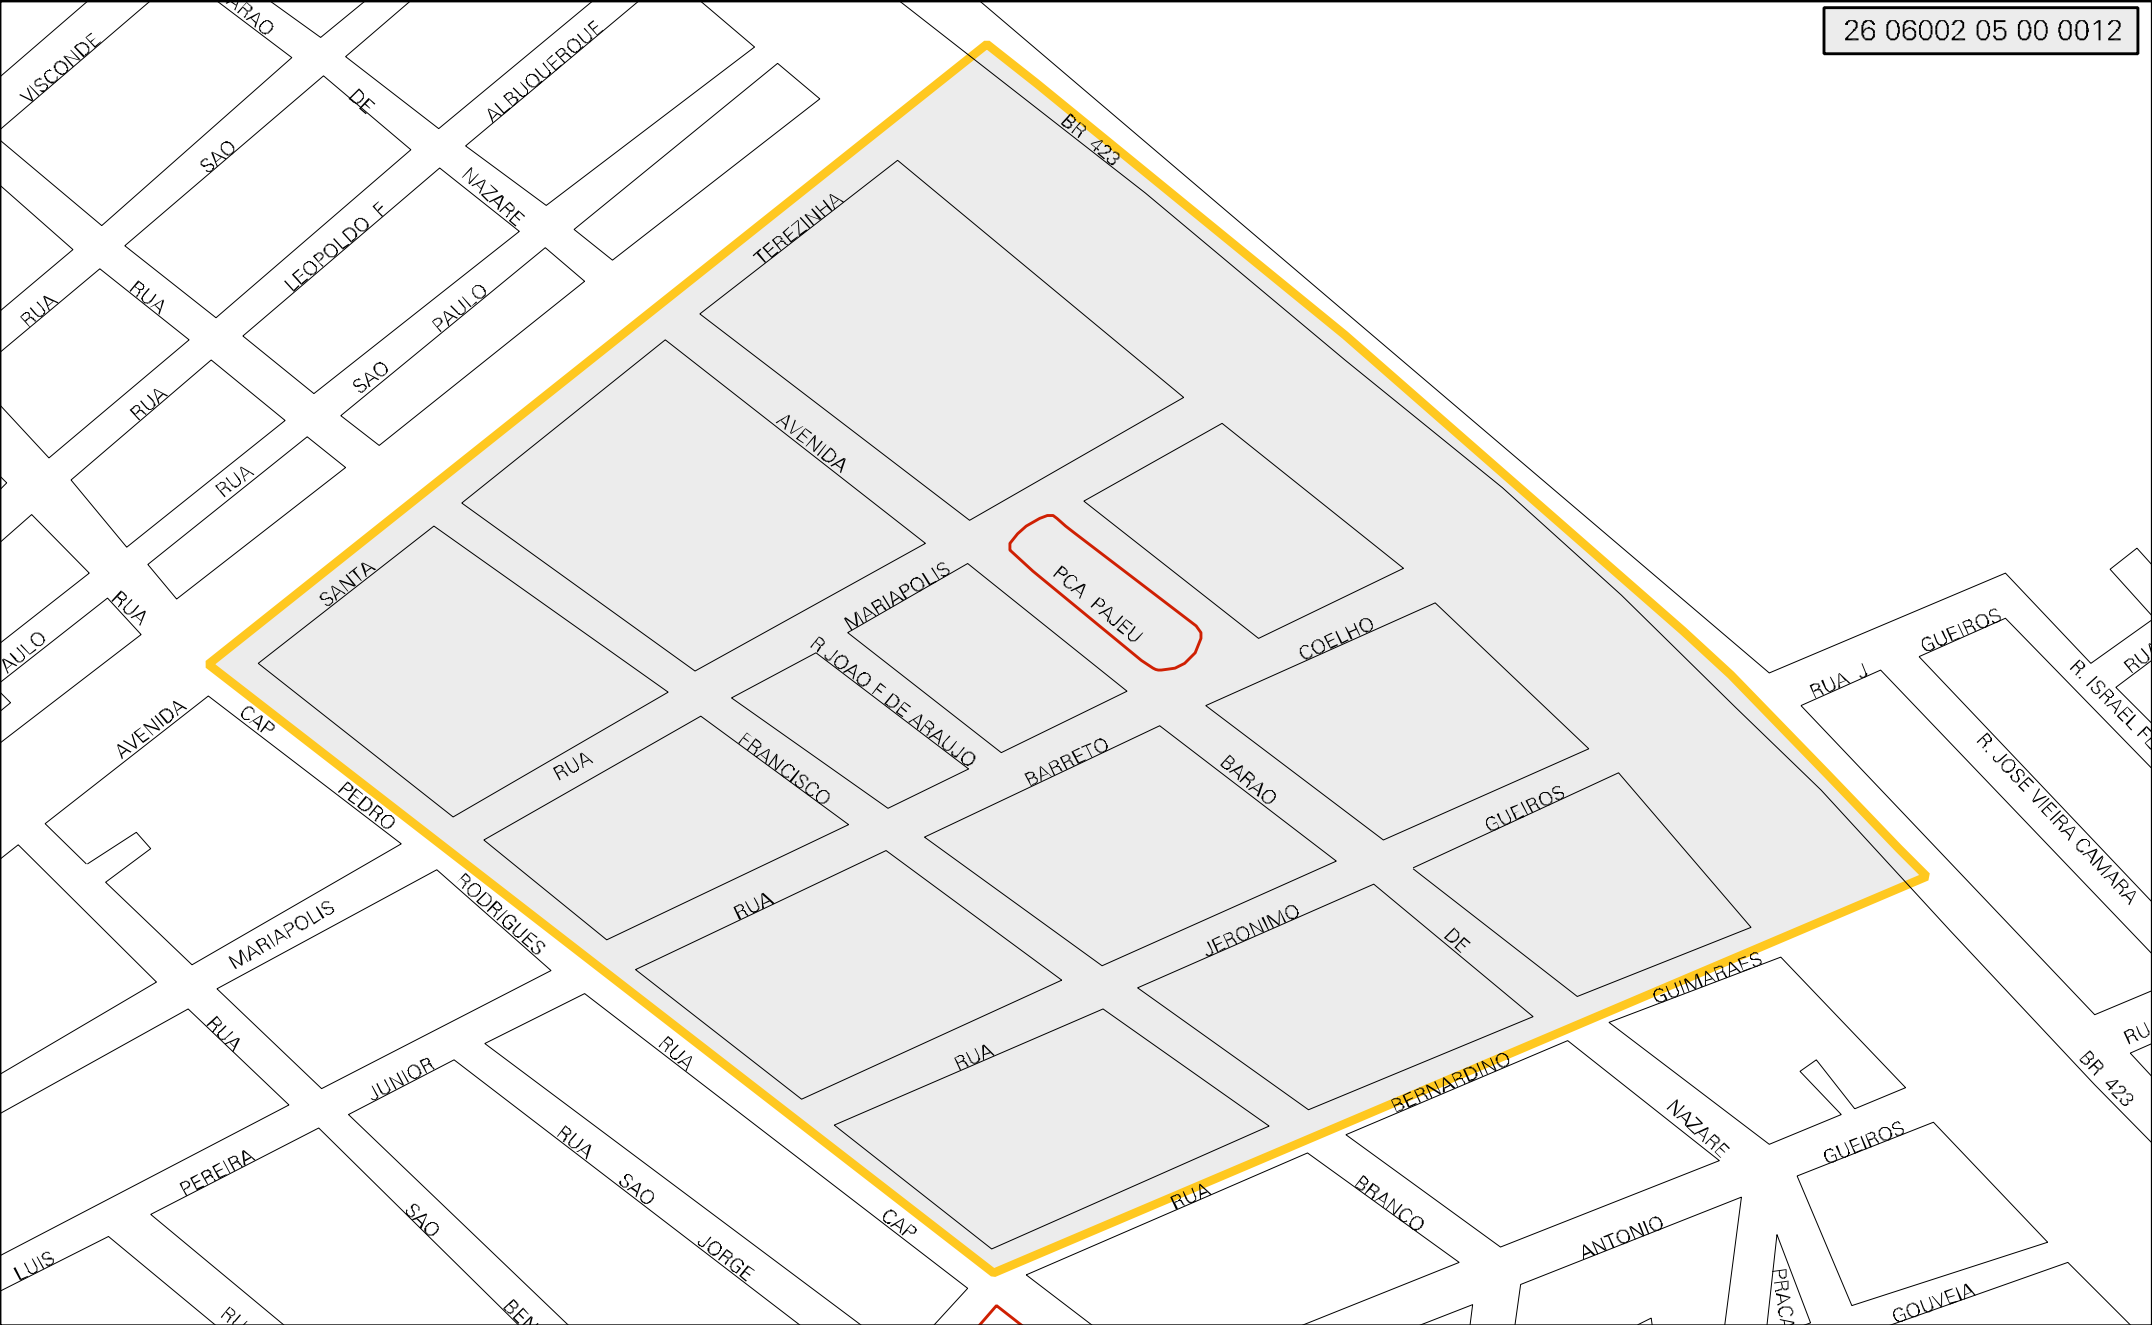 26 06002 05 00 0012
VISCONDE
SAO
DE
ALBUQUERQUE
NAZARE
LEOPOLDO F
RUA
RUA
SAO PAULO
RUA
RUA
RUA
BR 423
TEREZINHA
AVENIDA
SANTA
MARIAPOLIS
PCA PAJEU
R JOAO F DE ARAUJO
COELHO
RUA
FRANCISCO
BARRETO
BARAO
GUEIROS
RUA
JERONIMO
DE
RUA
GUIMARAES
BERNARDINO
RUA
AVENIDA
CAP
PEDRO
RODRIGUES
MARIAPOLIS
RUA
JUNIOR
RUA
PEREIRA
RUA SAO JORGE
CAP
SAO
LUIS
BRANCO
NAZARE
ANTONIO
GUEIROS
GOUVEIA
RUA J
GUEIROS
R. ISRAEL
R. JOSE VIEIRA CAMARA
BR 423